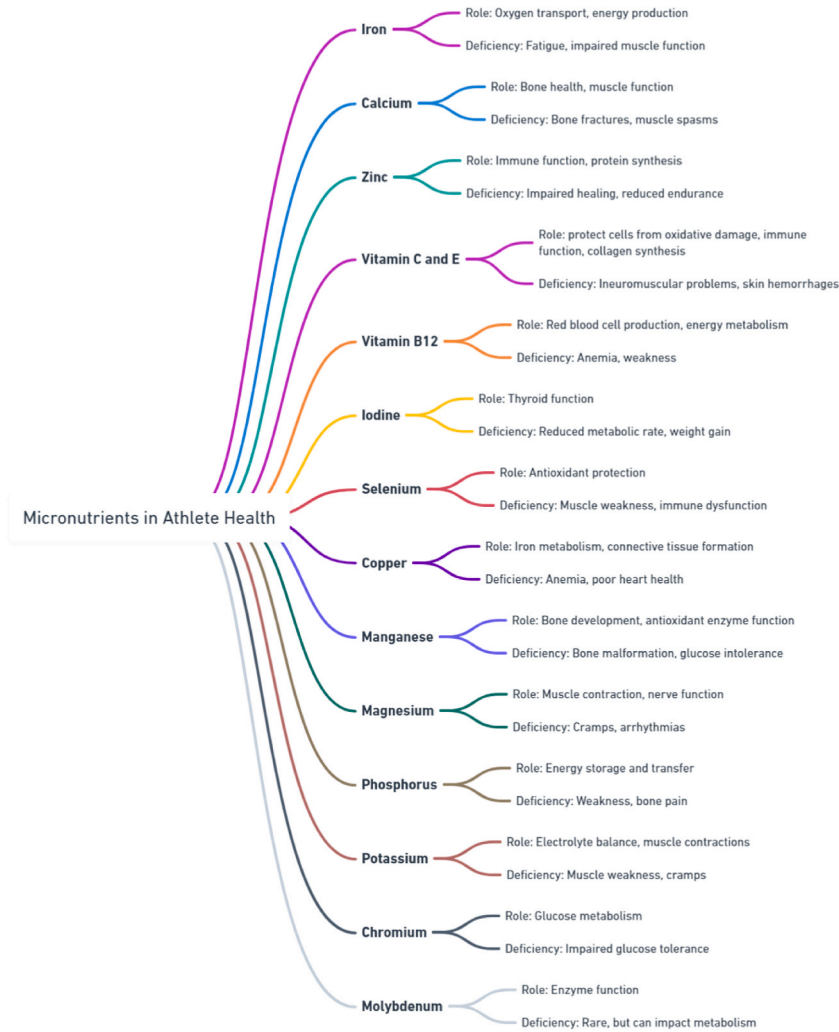 Micronutrients in Athlete Health
Iron
Role: Oxygen transport, energy production
Deficiency: Fatigue, impaired muscle function
Calcium
Role: Bone health, muscle function
Deficiency: Bone fractures, muscle spasms
Zinc
Role: Immune function, protein synthesis
Deficiency: Impaired healing, reduced endurance
Vitamin C and E
Role: protect cells from oxidative damage, immune
function, collagen synthesis
Deficiency: Ineuromuscular problems, skin hemorrhages
Vitamin B12
Role: Red blood cell production, energy metabolism
Deficiency: Anemia, weakness
Iodine
Role: Thyroid function
Deficiency: Reduced metabolic rate, weight gain
Selenium
Role: Antioxidant protection
Deficiency: Muscle weakness, immune dysfunction
Copper
Role: Iron metabolism, connective tissue formation
Deficiency: Anemia, poor heart health
Manganese
Role: Bone development, antioxidant enzyme function
Deficiency: Bone malformation, glucose intolerance
Magnesium
Role: Muscle contraction, nerve function
Deficiency: Cramps, arrhythmias
Phosphorus
Role: Energy storage and transfer
Deficiency: Weakness, bone pain
Potassium
Role: Electrolyte balance, muscle contractions
Deficiency: Muscle weakness, cramps
Chromium
Role: Glucose metabolism
Deficiency: Impaired glucose tolerance
Molybdenum
Role: Enzyme function
Deficiency: Rare, but can impact metabolism